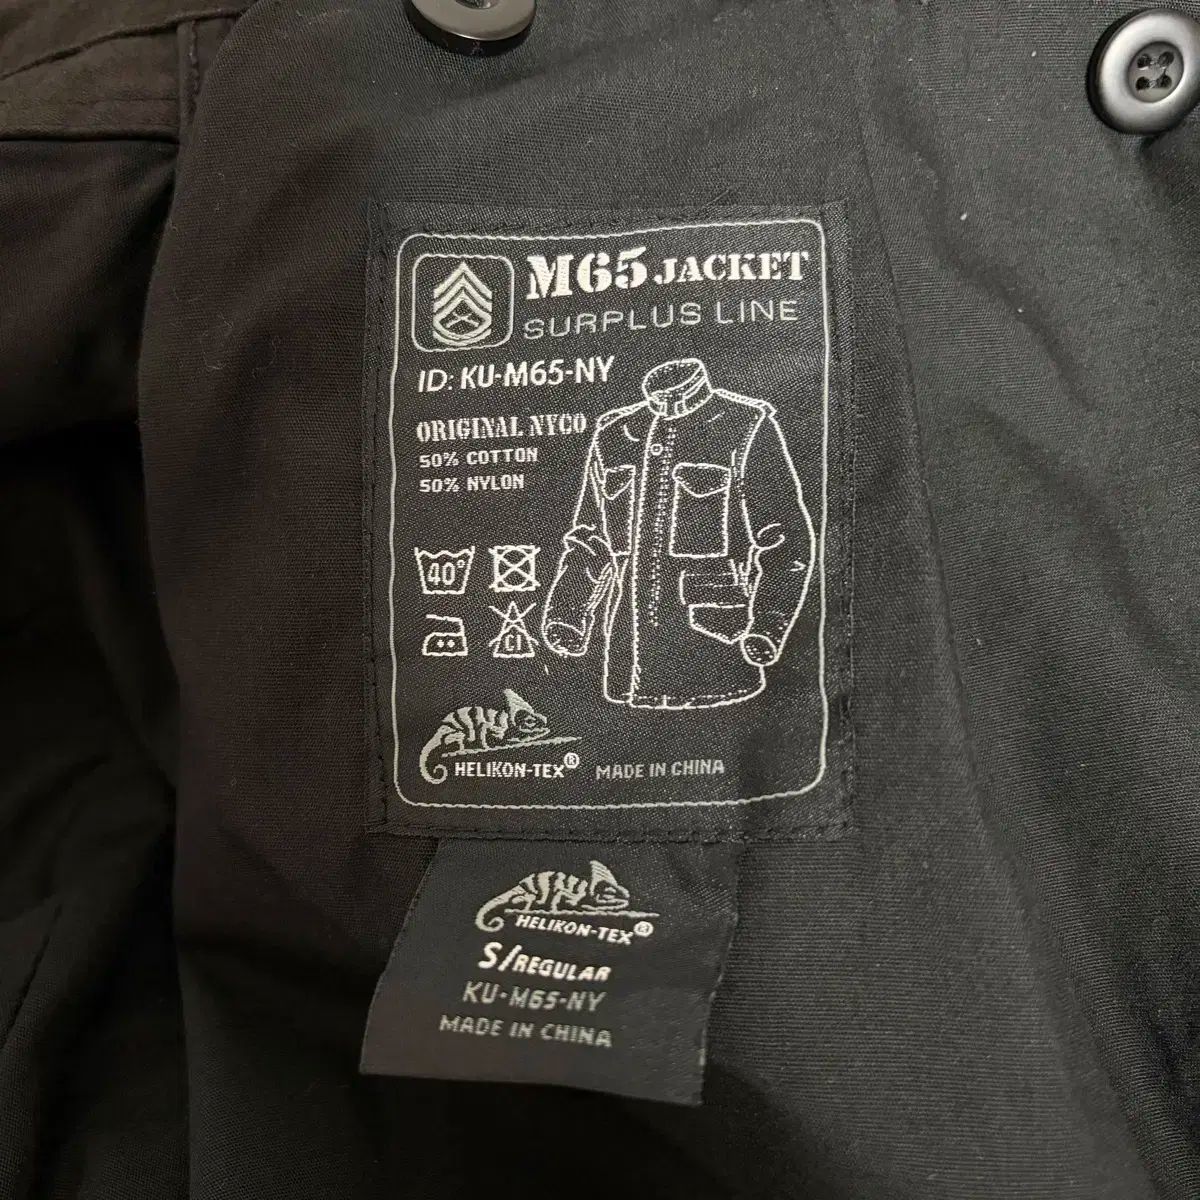 M65 JACKET
SURPLUS LINE
ID: KU-M65-NY
ORIGINAL NYCO
50% COTTON
50% NYLON
40°
Cl
HELIKON-TEX®
MADE IN CHINA
HELIKON-TEX®
S/REGULAR
KU-M65-NY
MADE IN CHINA